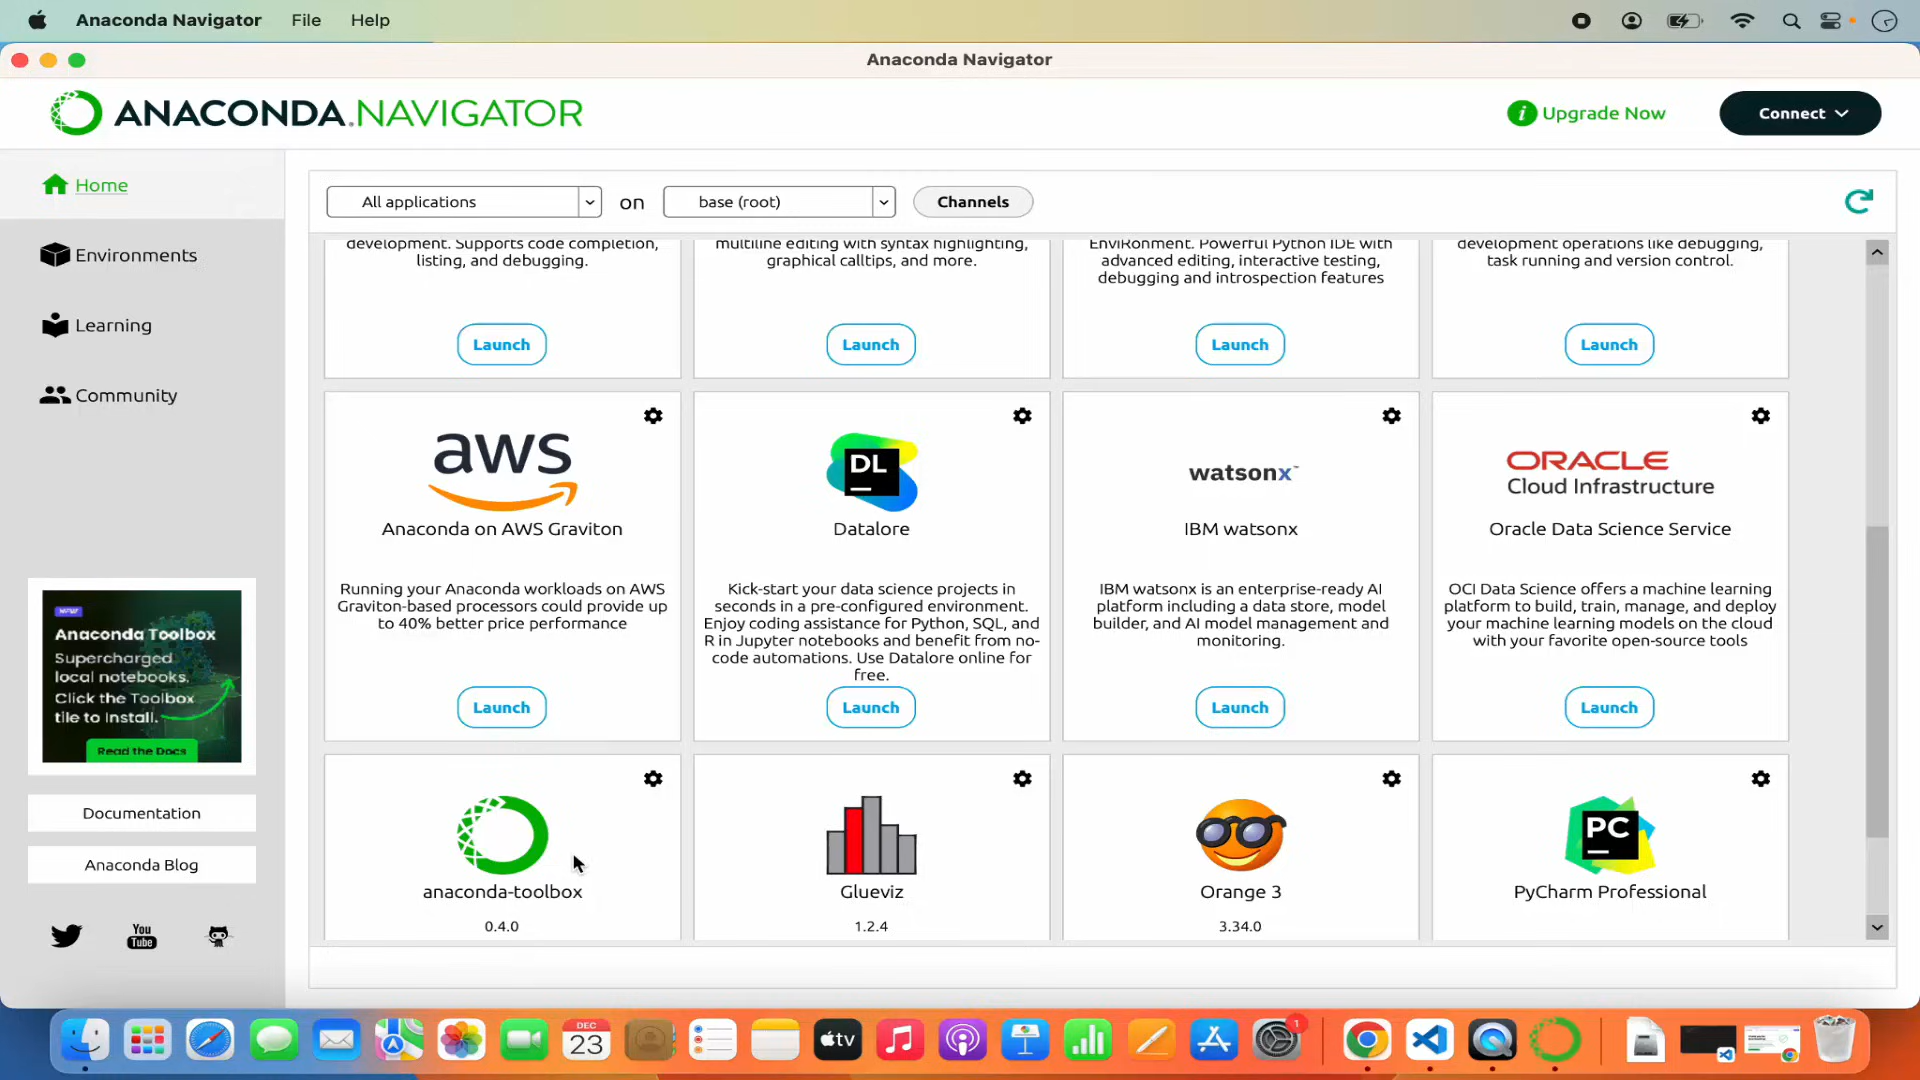 Anaconda Navigator File Help
Anaconda Navigator
ANACONDA.NAVIGATOR
Upgrade Now
Connect
Home
Environments
Learning
Community
All applications on base (root) Channels
development. Supports code completion,
listing, and debugging.
Launch
multiline editing with syntax highlighting,
graphical calltips, and more.
Launch
EnviRonment. Powerful Python IDE with
advanced editing, interactive testing,
debugging and introspection features
Launch
development operations like debugging,
task running and version control.
Launch
aws
Anaconda on AWS Graviton
Running your Anaconda workloads on AWS
Graviton-based processors could provide up
to 40% better price performance
Launch
DL
Datalore
Kick-start your data science projects in
seconds in a pre-configured environment.
Enjoy coding assistance for Python, SQL, and
R in Jupyter notebooks and benefit from no-
code automations. Use Datalore online for
free.
Launch
watsonx™
IBM watsonx
IBM watsonx is an enterprise-ready AI
platform including a data store, model
builder, and AI model management and
monitoring.
Launch
ORACLE
Cloud Infrastructure
Oracle Data Science Service
OCI Data Science offers a machine learning
platform to build, train, manage, and deploy
your machine learning models on the cloud
with your favorite open-source tools
Launch
anaconda-toolbox
0.4.0
Glueviz
1.2.4
Orange 3
3.34.0
PC
PyCharm Professional
NEW
Anaconda Toolbox
Supercharged
local notebooks.
Click the Toolbox
tile to install.
Read the Docs
Documentation
Anaconda Blog
You
Tube
DEC
23
tv
1